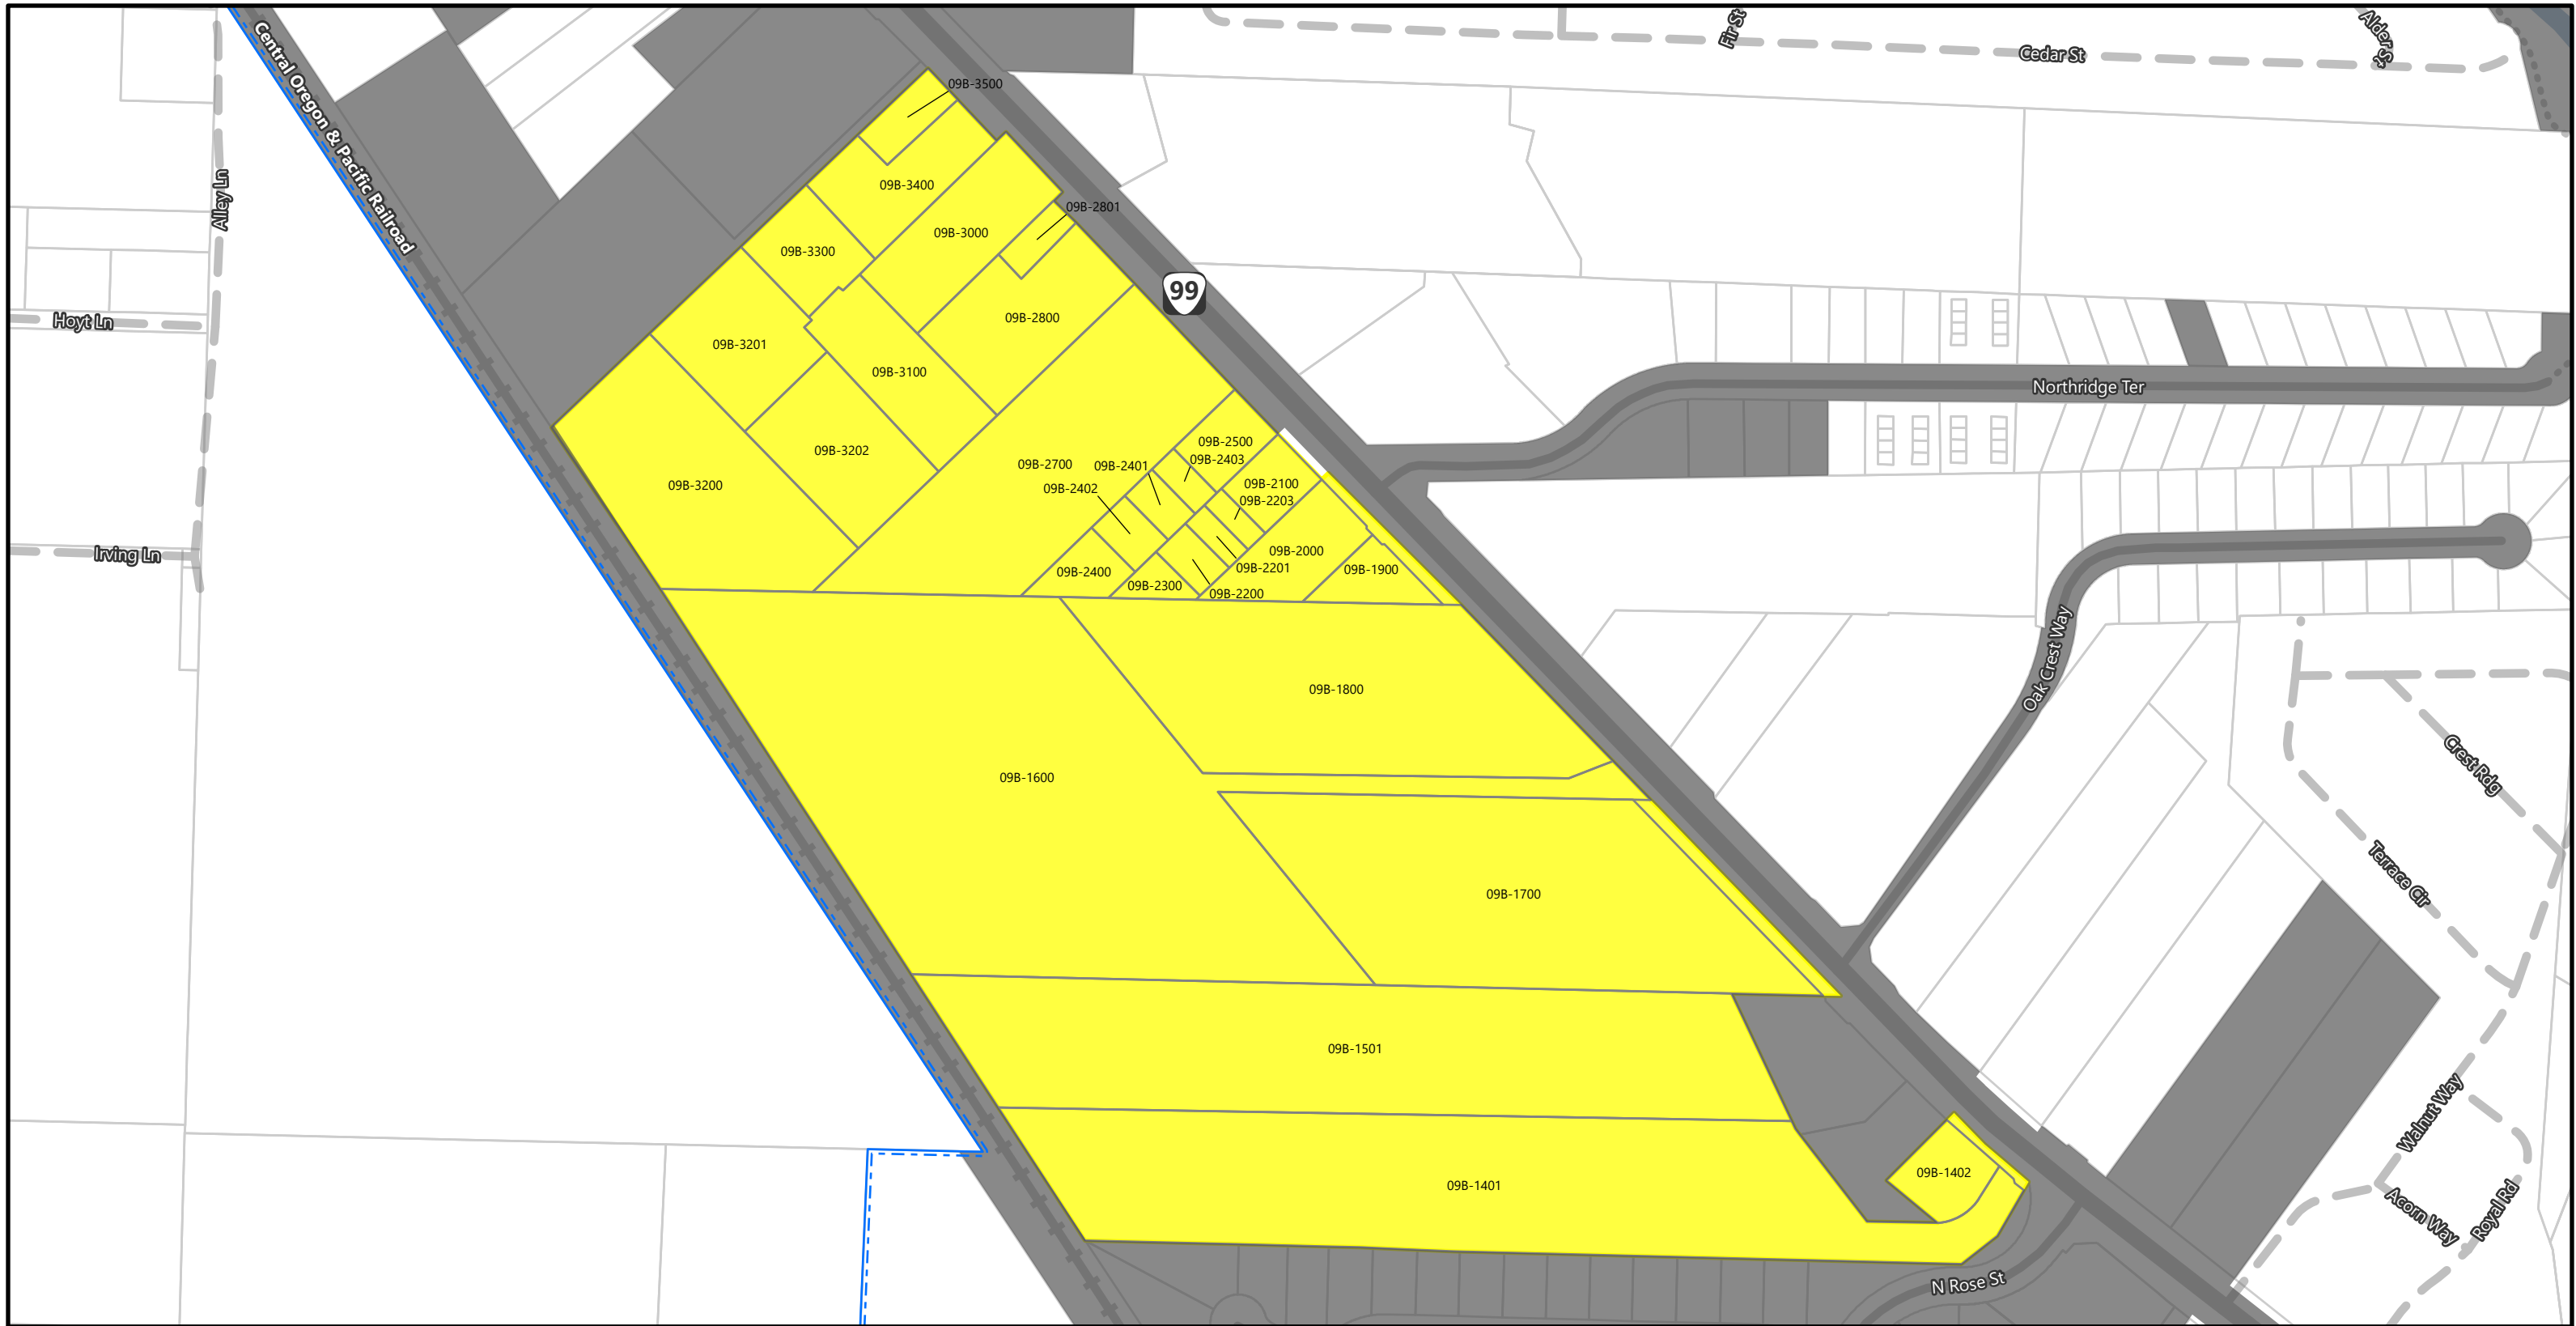 Fir St
Alder St
Central Oregon & Pacific Railroad
Cedar St
09B-3500
Alley Ln
09B-3400
09B-2801
09B-3000
09B-3300
99
Hoyt Ln
09B-2800
09B-3201
09B-3100
Northridge Ter
09B-2500
09B-3202
09B-2403
09B-2700
09B-2401
09B-3200
09B-2402
09B-2100
09B-2203
Irving Ln
09B-2000
09B-2400
09B-2201
09B-1900
09B-2300
09B-2200
Oak Crest Way
09B-1800
Crest Rdg
09B-1600
Terrace Cir
09B-1700
09B-1501
Walnut Way
09B-1402
09B-1401
Acorn Way
Royal Rd
N Rose St